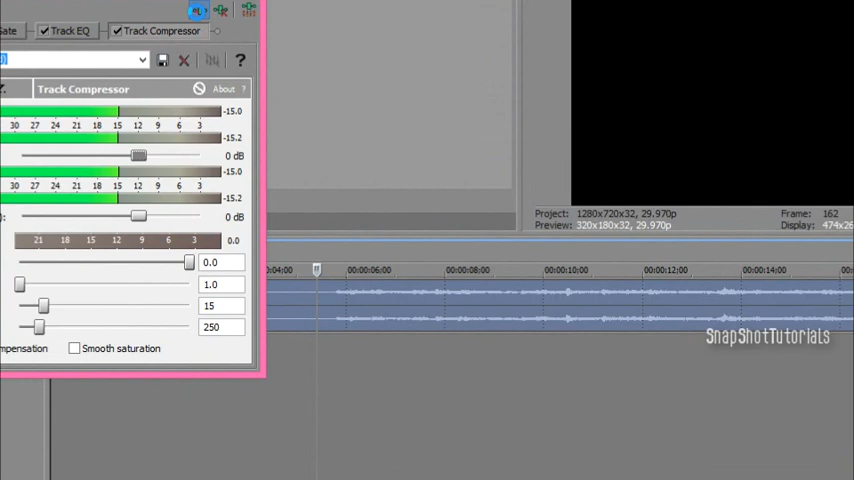 Gate Track EQ Track Compressor
Track Compressor About ?
-15.0
30 27 24 21 18 15 12 9 6 3
-15.2
0 dB
-15.0
30 27 24 21 18 15 12 9 6 3
-15.2
0 dB
21 18 15 12 9 6 3 0.0
0.0
1.0
15
250
mpensation Smooth saturation
Project: 1280x720x32, 29.970p Frame: 162
Preview: 320x180x32, 29.970p Display: 474x26
00:04:00 00:00:06:00 00:00:08:00 00:00:10:00 00:00:12:00 00:00:14:00
SnapShotTutorials